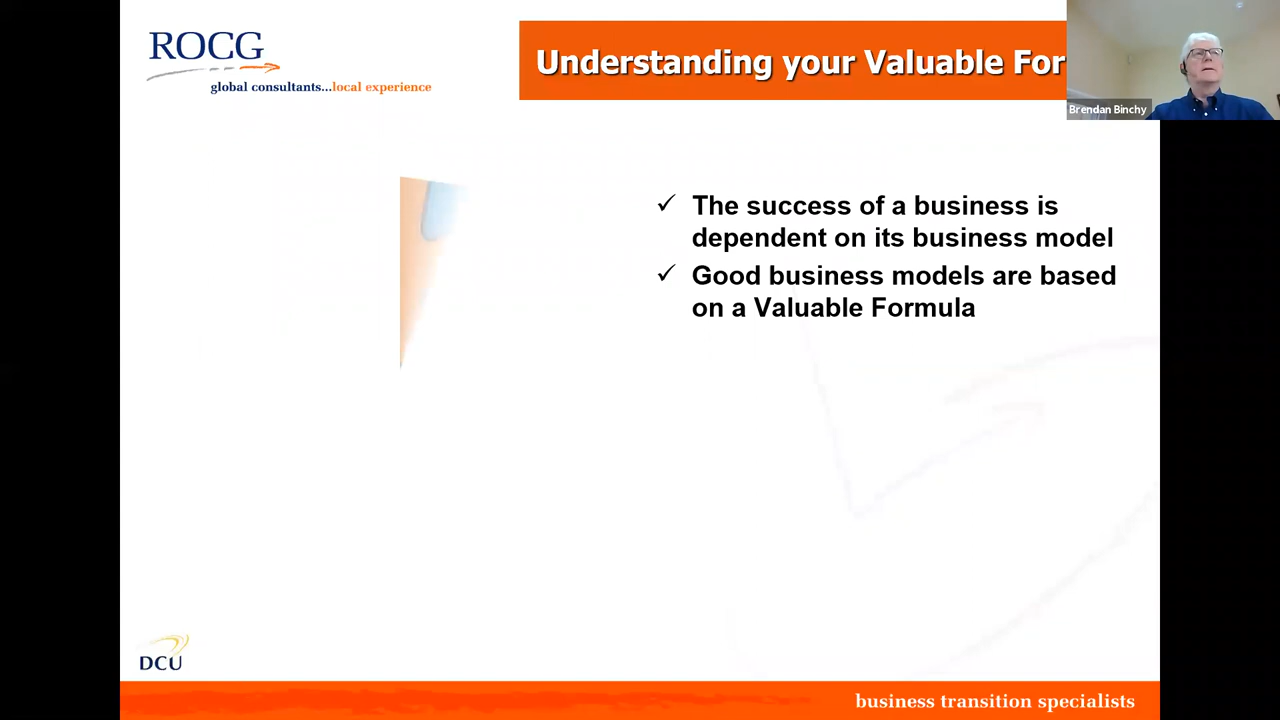 ROCG
global consultants...local experience
Understanding your Valuable For
Brendan Binchy
✓ The success of a business is
dependent on its business model
✓ Good business models are based
on a Valuable Formula
DCU
business transition specialists